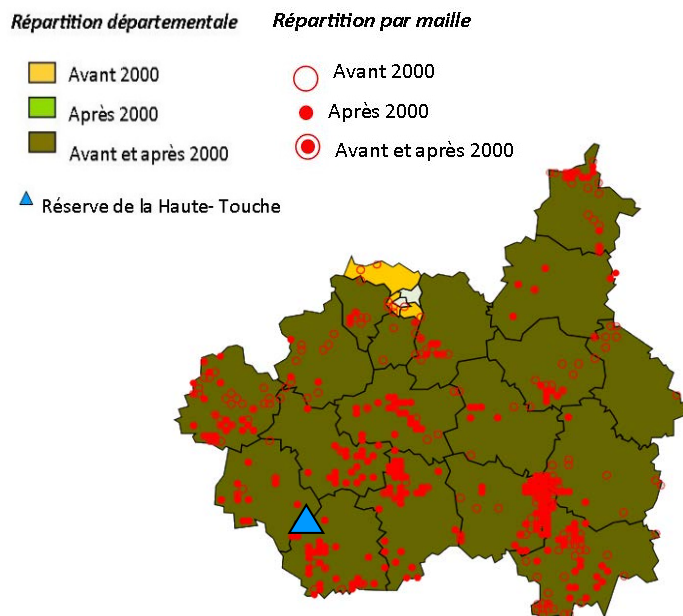 Répartition départementale
Avant 2000
Après 2000
Avant et après 2000
Réserve de la Haute- Touche
Répartition par maille
Avant 2000
Après 2000
Avant et après 2000